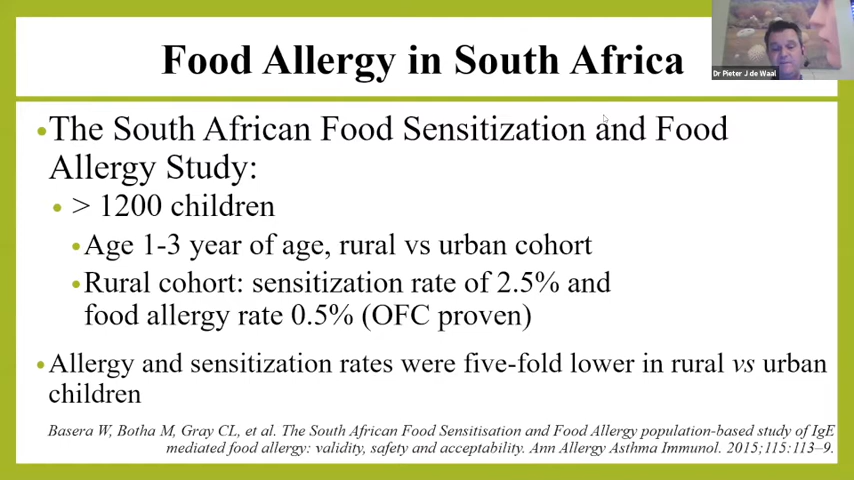 Food Allergy in South Africa
Dr Pieter J de Waal
•The South African Food Sensitization and Food
Allergy Study:
• > 1200 children
•Age 1-3 year of age, rural vs urban cohort
•Rural cohort: sensitization rate of 2.5% and
food allergy rate 0.5% (OFC proven)
•Allergy and sensitization rates were five-fold lower in rural vs urban
children
Basera W, Botha M, Gray CL, et al. The South African Food Sensitisation and Food Allergy population-based study of IgE
mediated food allergy: validity, safety and acceptability. Ann Allergy Asthma Immunol. 2015;115:113–9.